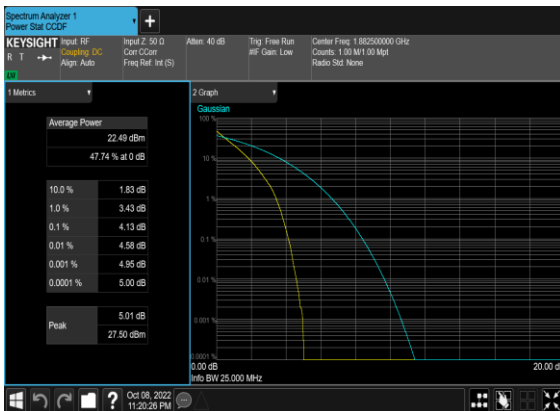 Spectrum Analyzer 1
Power Stat CCDF
KEYSIGHT
R T
LV
Input: RF
Coupling: DC
Align: Auto
Input Z: 50 Ω
Corr CCorr
Freq Ref: Int (S)
Atten: 40 dB
Trig: Free Run
#IF Gain: Low
Center Freq: 1.882500000 GHz
Counts: 1.00 M/1.00 Mpt
Radio Std: None
1 Metrics
Average Power
22.49 dBm
47.74 % at 0 dB
10.0 % 1.83 dB
1.0 % 3.43 dB
0.1 % 4.13 dB
0.01 % 4.58 dB
0.001 % 4.95 dB
0.0001 % 5.00 dB
Peak
5.01 dB
27.50 dBm
2 Graph
Gaussian
100 %
10 %
1 %
0.1 %
0.01 %
0.001 %
0.0001 %
0.00 dB
20.00 d
Info BW 25.000 MHz
Oct 08, 2022
11:20:26 PM